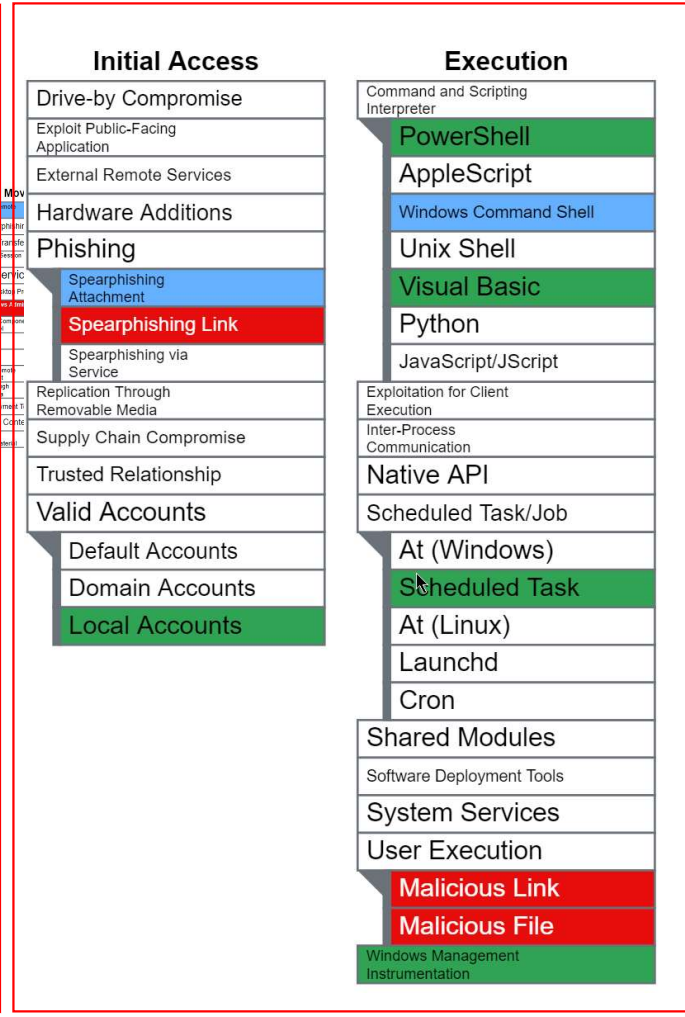 Initial Access
Drive-by Compromise
Exploit Public-Facing
Application
External Remote Services
Hardware Additions
Phishing
Spearphishing
Attachment
Spearphishing Link
Spearphishing via
Service
Replication Through
Removable Media
Supply Chain Compromise
Trusted Relationship
Valid Accounts
Default Accounts
Domain Accounts
Local Accounts
Execution
Command and Scripting
Interpreter
PowerShell
AppleScript
Windows Command Shell
Unix Shell
Visual Basic
Python
JavaScript/JScript
Exploitation for Client
Execution
Inter-Process
Communication
Native API
Scheduled Task/Job
At (Windows)
Scheduled Task
At (Linux)
Launchd
Cron
Shared Modules
Software Deployment Tools
System Services
User Execution
Malicious Link
Malicious File
Windows Management
Instrumentation